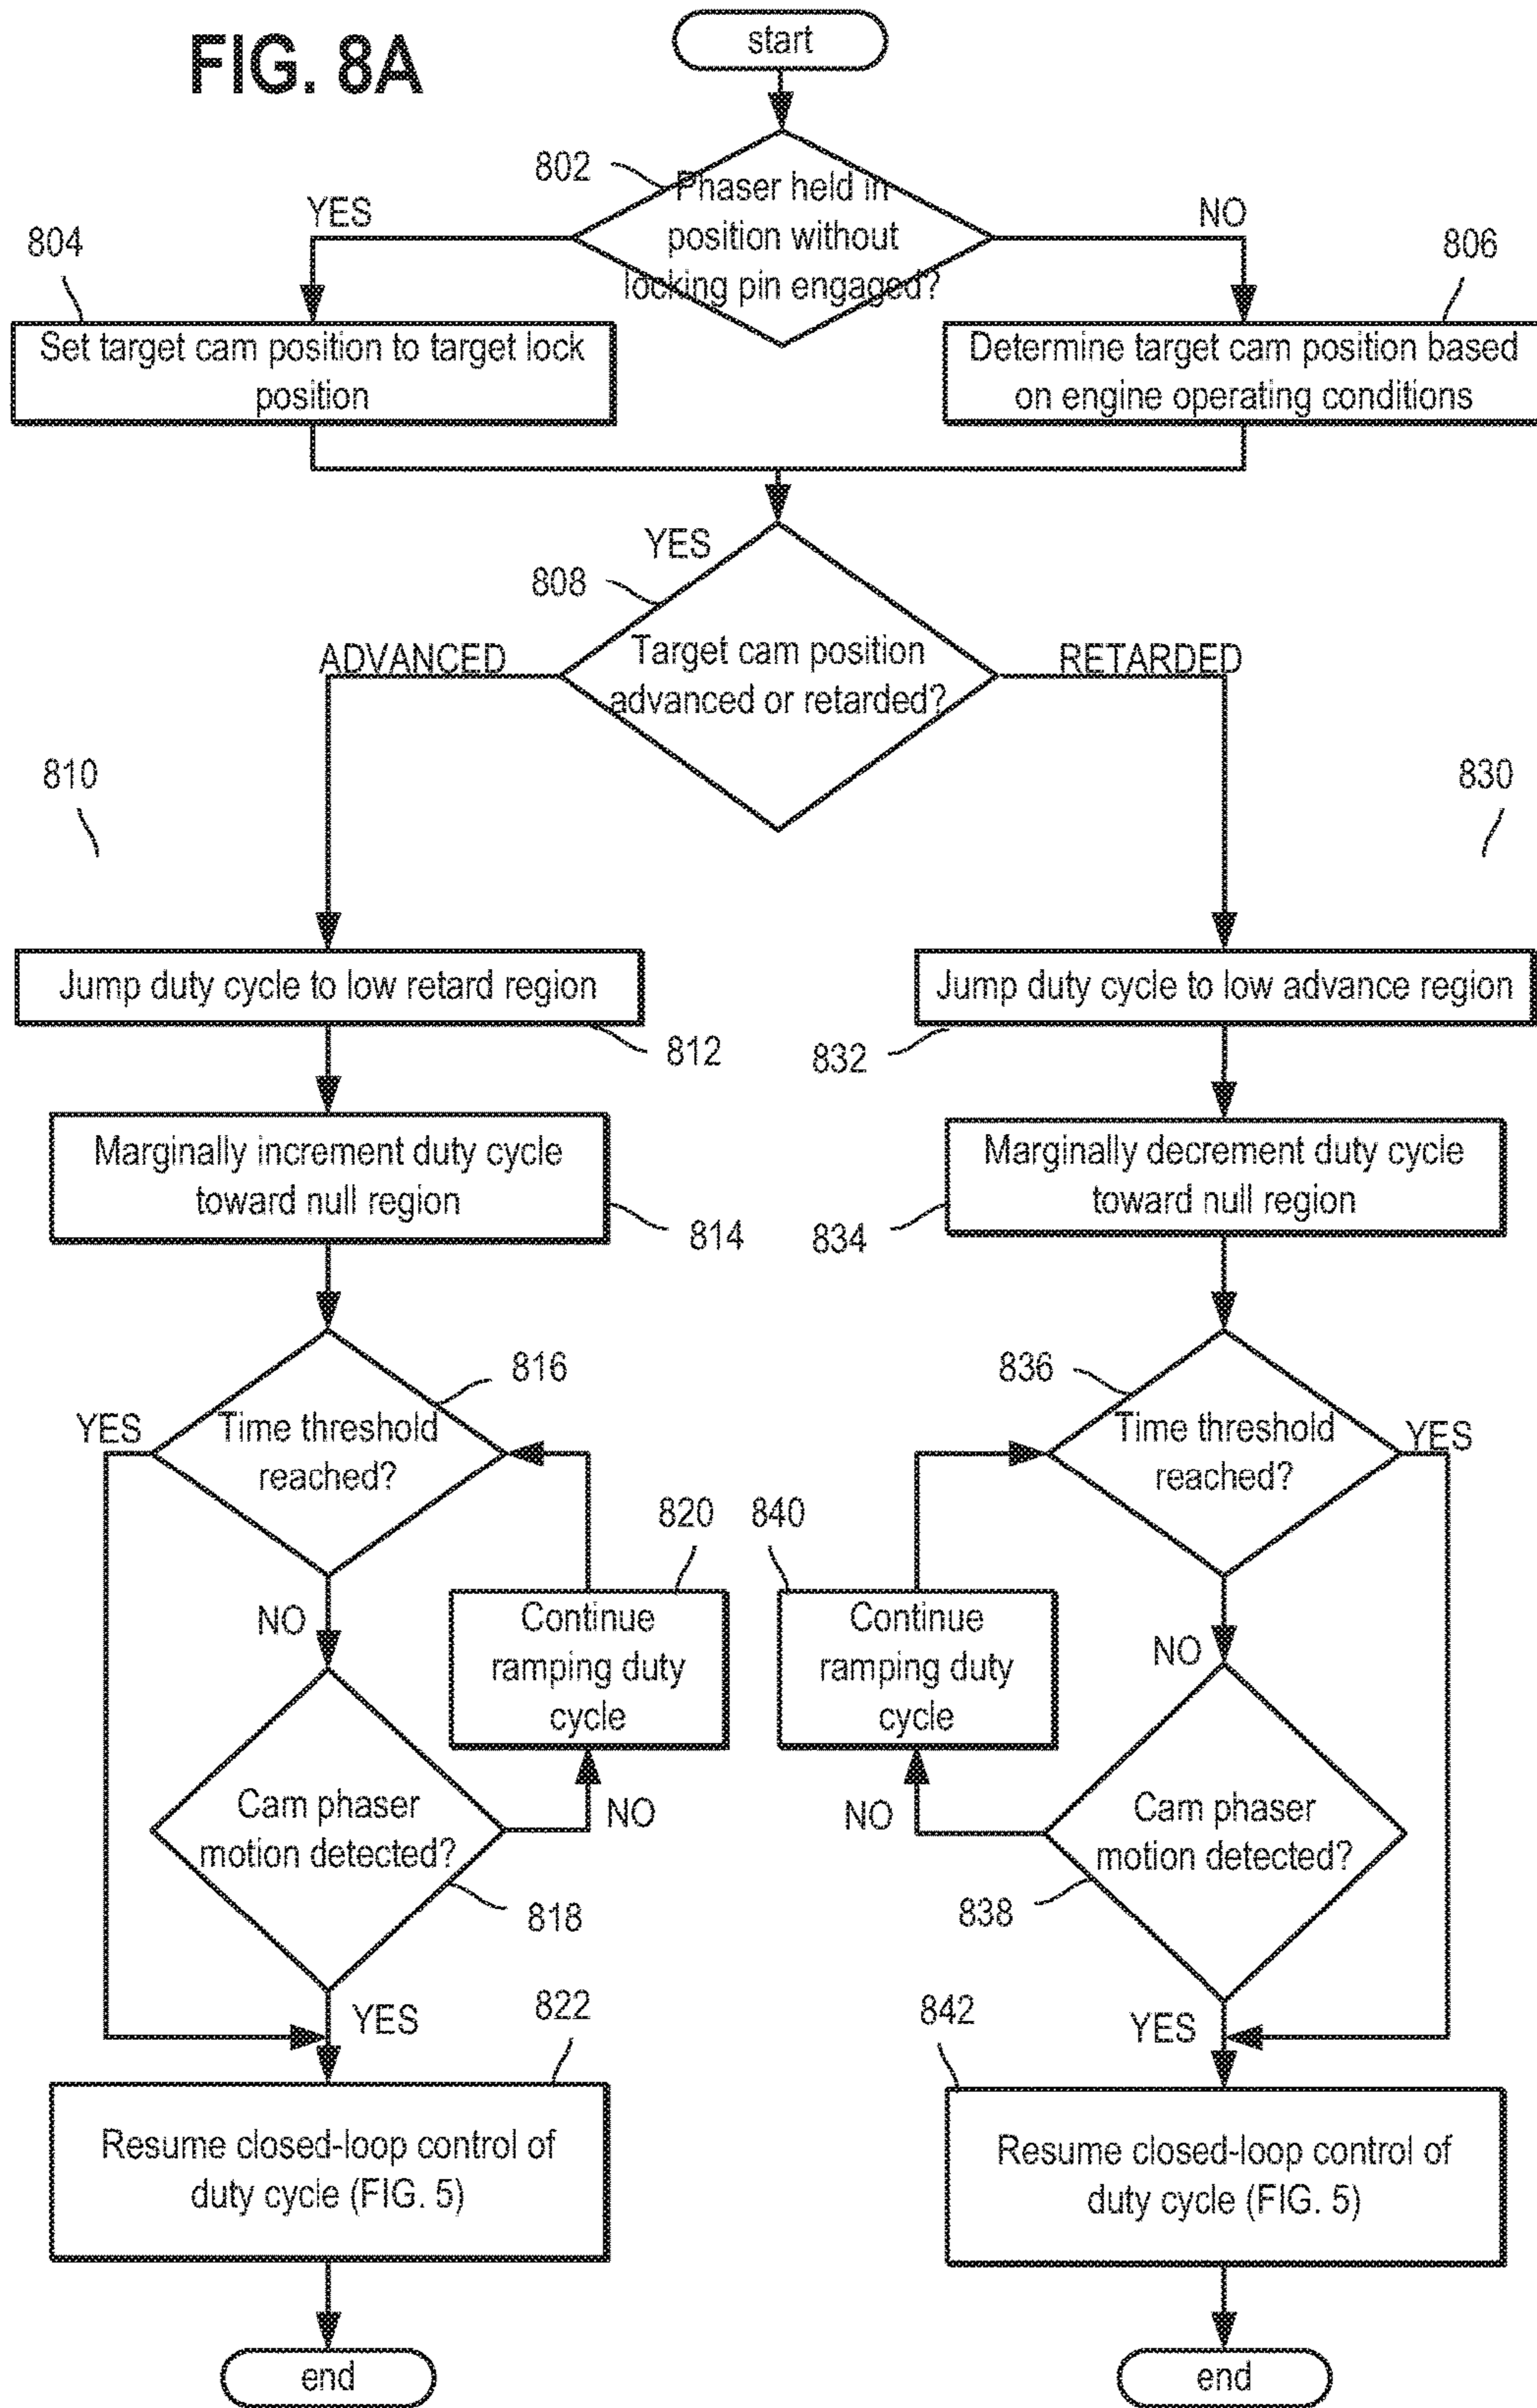 FIG. 8A
start
802
Phaser held in
position without
locking pin engaged?
YES
NO
804
806
Set target cam position to target lock
position
Determine target cam position based
on engine operating conditions
YES
808
Target cam position
advanced or retarded?
ADVANCED
RETARDED
810
830
Jump duty cycle to low retard region
812
Jump duty cycle to low advance region
832
Marginally increment duty cycle
toward null region
814
Marginally decrement duty cycle
toward null region
834
816
Time threshold
reached?
YES
836
Time threshold
reached?
YES
NO
820
Continue
ramping duty
cycle
840
Continue
ramping duty
cycle
NO
Cam phaser
motion detected?
NO
818
NO
Cam phaser
motion detected?
838
YES
822
YES
842
Resume closed-loop control of
duty cycle (FIG. 5)
Resume closed-loop control of
duty cycle (FIG. 5)
end
end